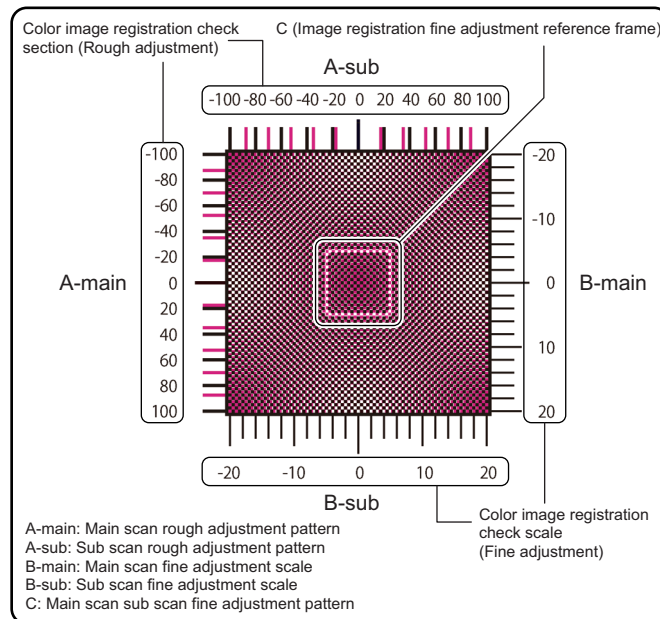 Color image registration check
section (Rough adjustment)
C (Image registration fine adjustment reference frame)
A-sub
-100 -80 -60 -40 -20 0 20 40 60 80 100
-100
-80
-60
-40
-20
0
20
40
60
80
100
A-main
-20
-10
0
10
20
B-main
-20 -10 0 10 20
B-sub
Color image registration
check scale
(Fine adjustment)
A-main: Main scan rough adjustment pattern
A-sub: Sub scan rough adjustment pattern
B-main: Main scan fine adjustment scale
B-sub: Sub scan fine adjustment scale
C: Main scan sub scan fine adjustment pattern